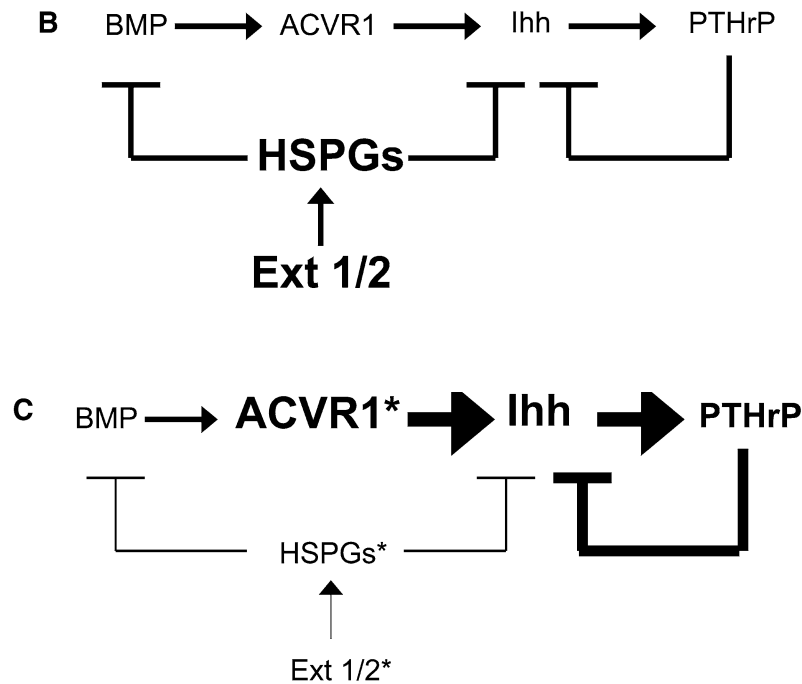 B BMP ACVR1 Ihh PTHrP
HSPGs
Ext 1/2
C BMP ACVR1* Ihh PTHrP
HSPGs*
Ext 1/2*